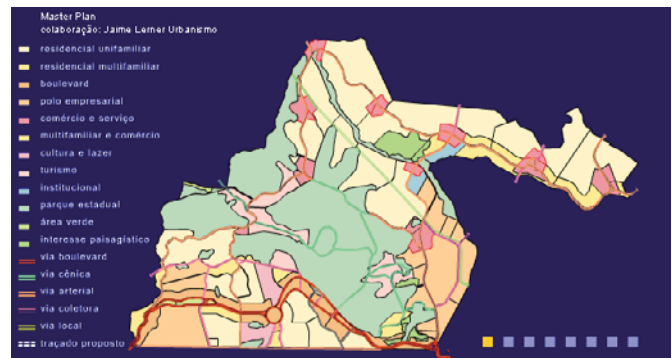 Master Plan
colaboração: Jaime Lerner Urbanismo
residencial unifamiliar
residencial multifamiliar
boulevard
polo empresarial
comércio e serviço
multifamiliar e comércio
cultura e lazer
turismo
institucional
parque estadual
área verde
interesse paisagístico
via boulevard
via cênica
via arterial
via coletora
via local
traçado proposto